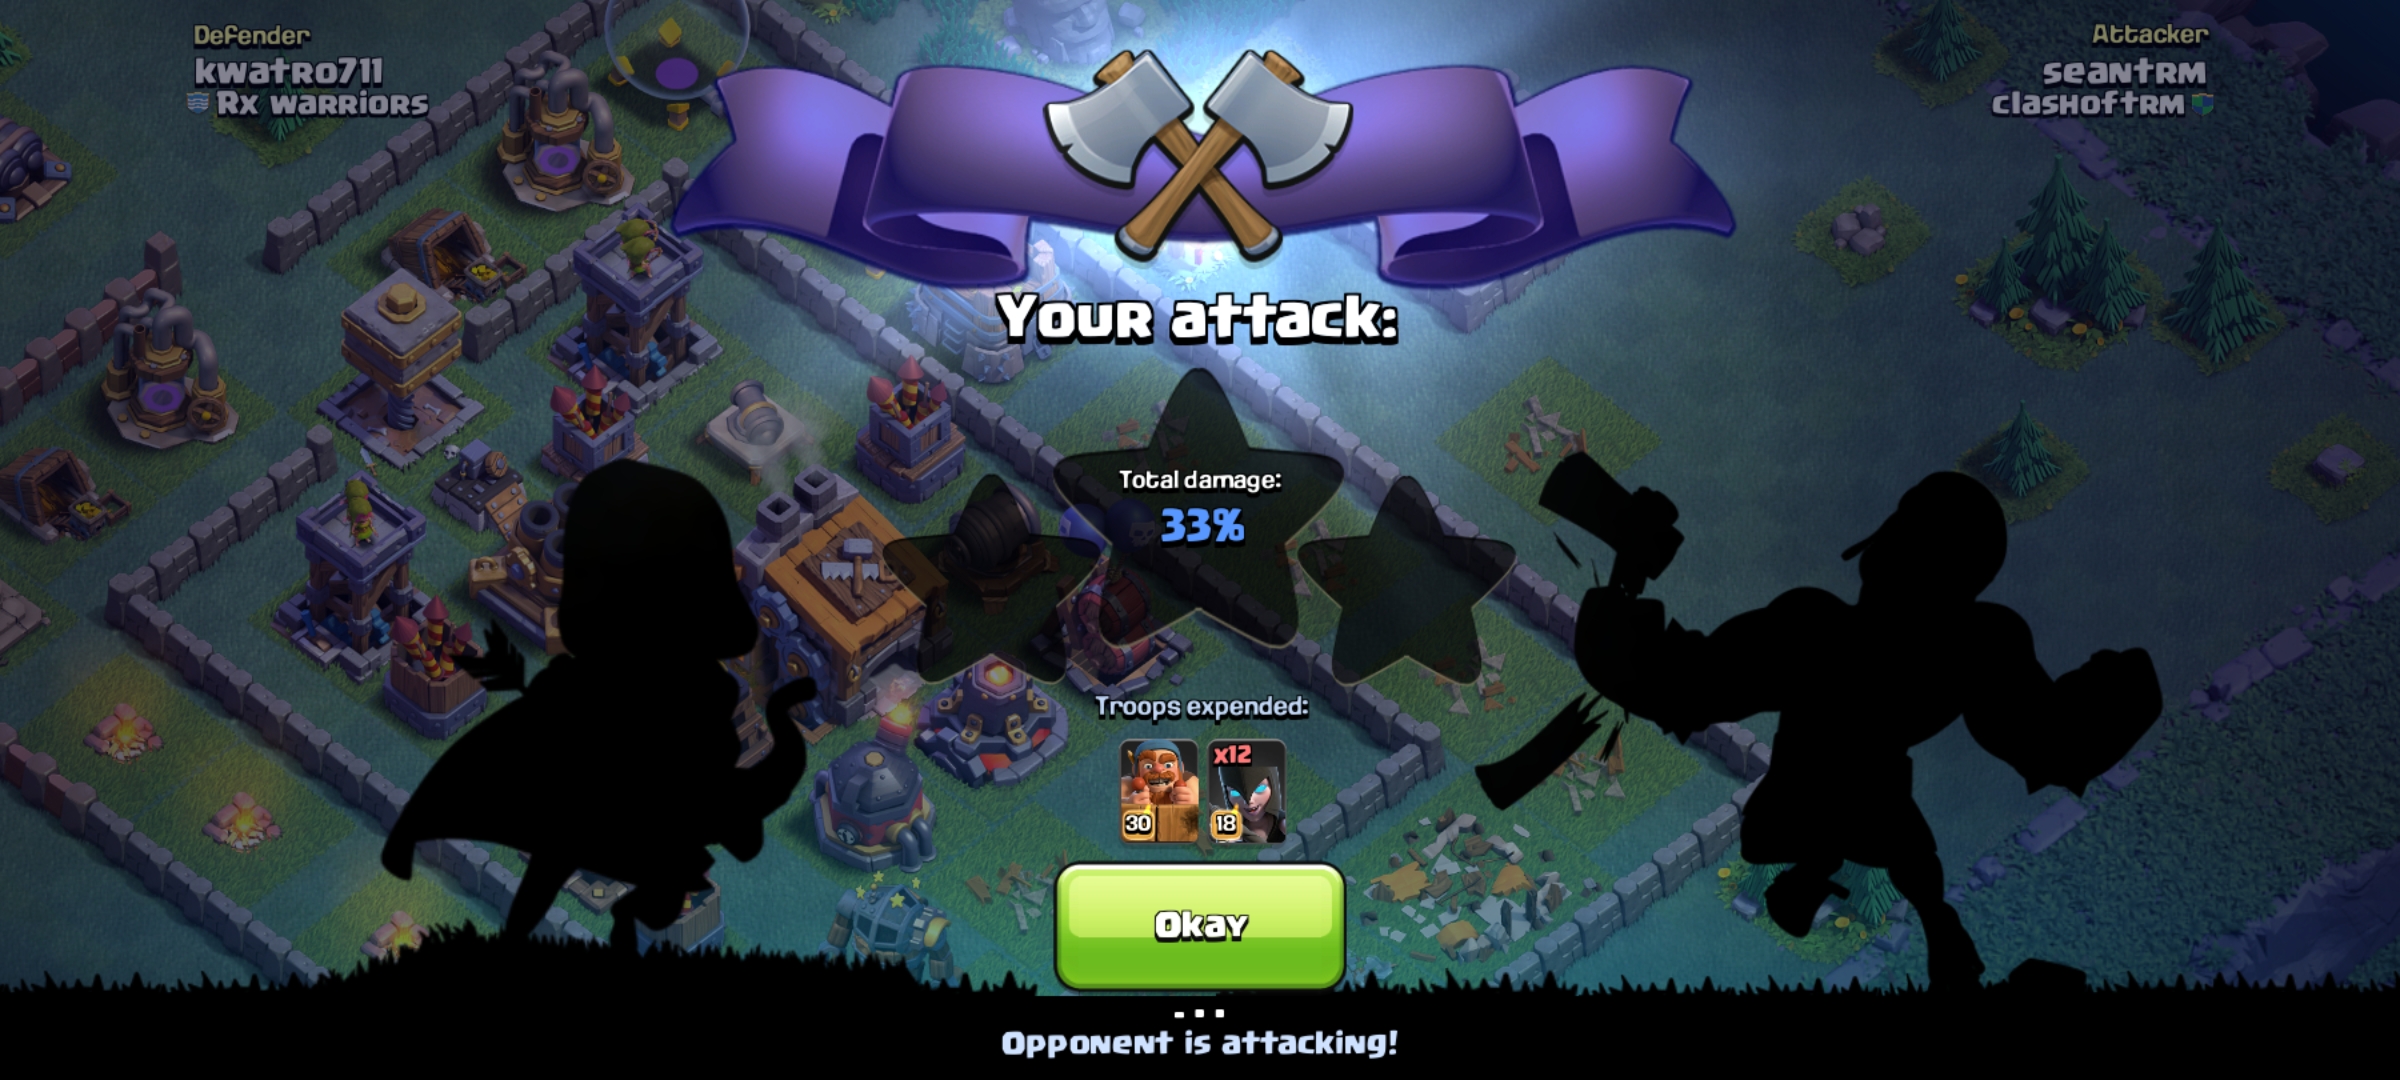 Defender
kwatro711
Rx warriors
Attacker
seantrm
clashoftrm
Your attack:
Total damage:
33%
Troops expended:
x12
30
18
Okay
...
Opponent is attacking!